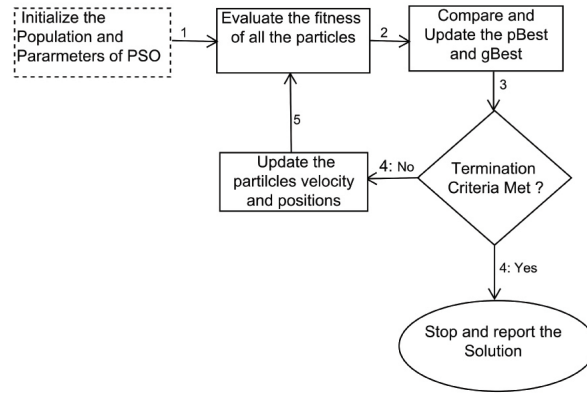 Initialize the
Population and
Pararmeters of PSO
1
Evaluate the fitness
of all the particles
2
Compare and
Update the pBest
and gBest
3
Termination
Criteria Met ?
4: No
Update the
partilcles velocity
and positions
5
4: Yes
Stop and report the
Solution